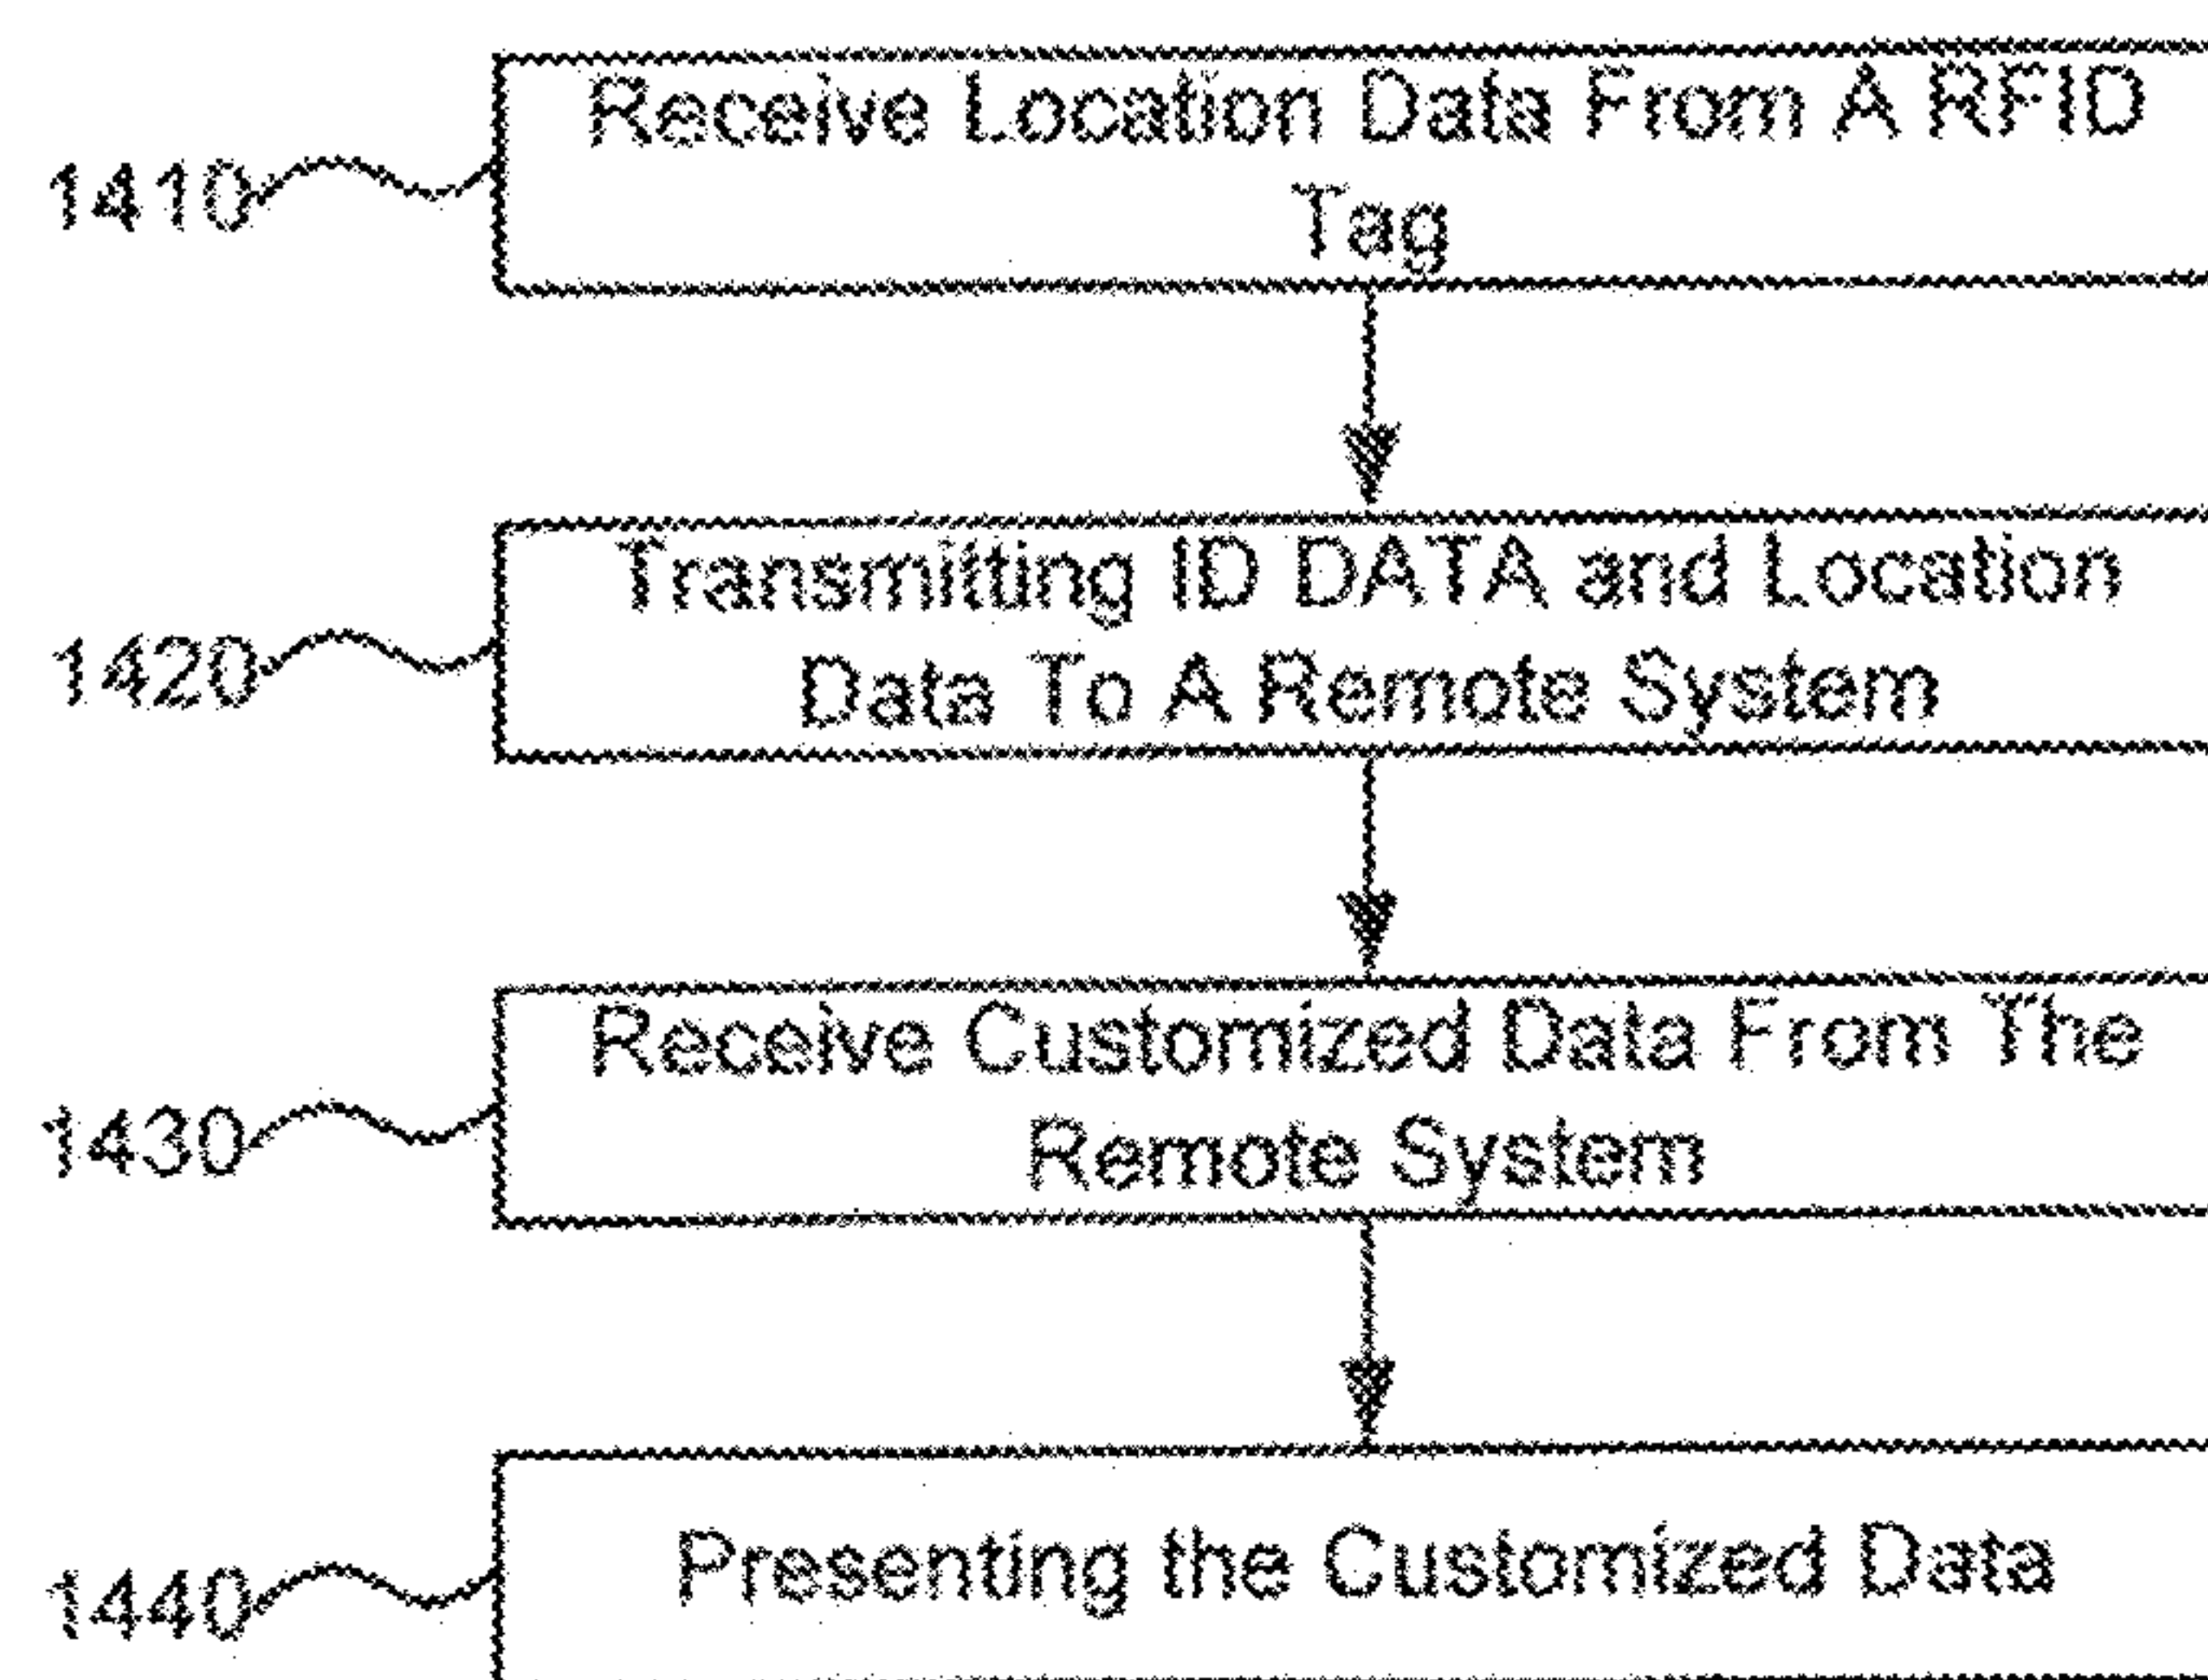 Receive Location Data From A RFID
Tag
1410
Transmitting ID DATA and Location
Data To A Remote System
1420
Receive Customized Data From The
Remote System
1430
Presenting the Customized Data
1440